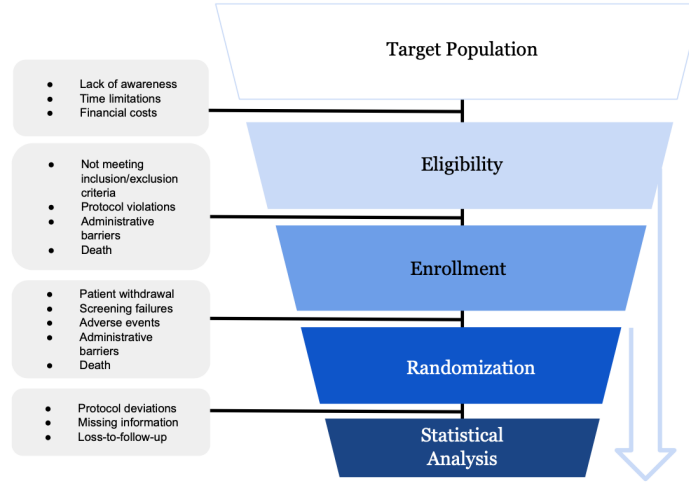 Target Population
● Lack of awareness
● Time limitations
● Financial costs
Eligibility
● Not meeting
inclusion/exclusion
criteria
● Protocol violations
● Administrative
barriers
● Death
Enrollment
● Patient withdrawal
● Screening failures
● Adverse events
● Administrative
barriers
● Death
Randomization
● Protocol deviations
● Missing information
● Loss-to-follow-up
Statistical
Analysis